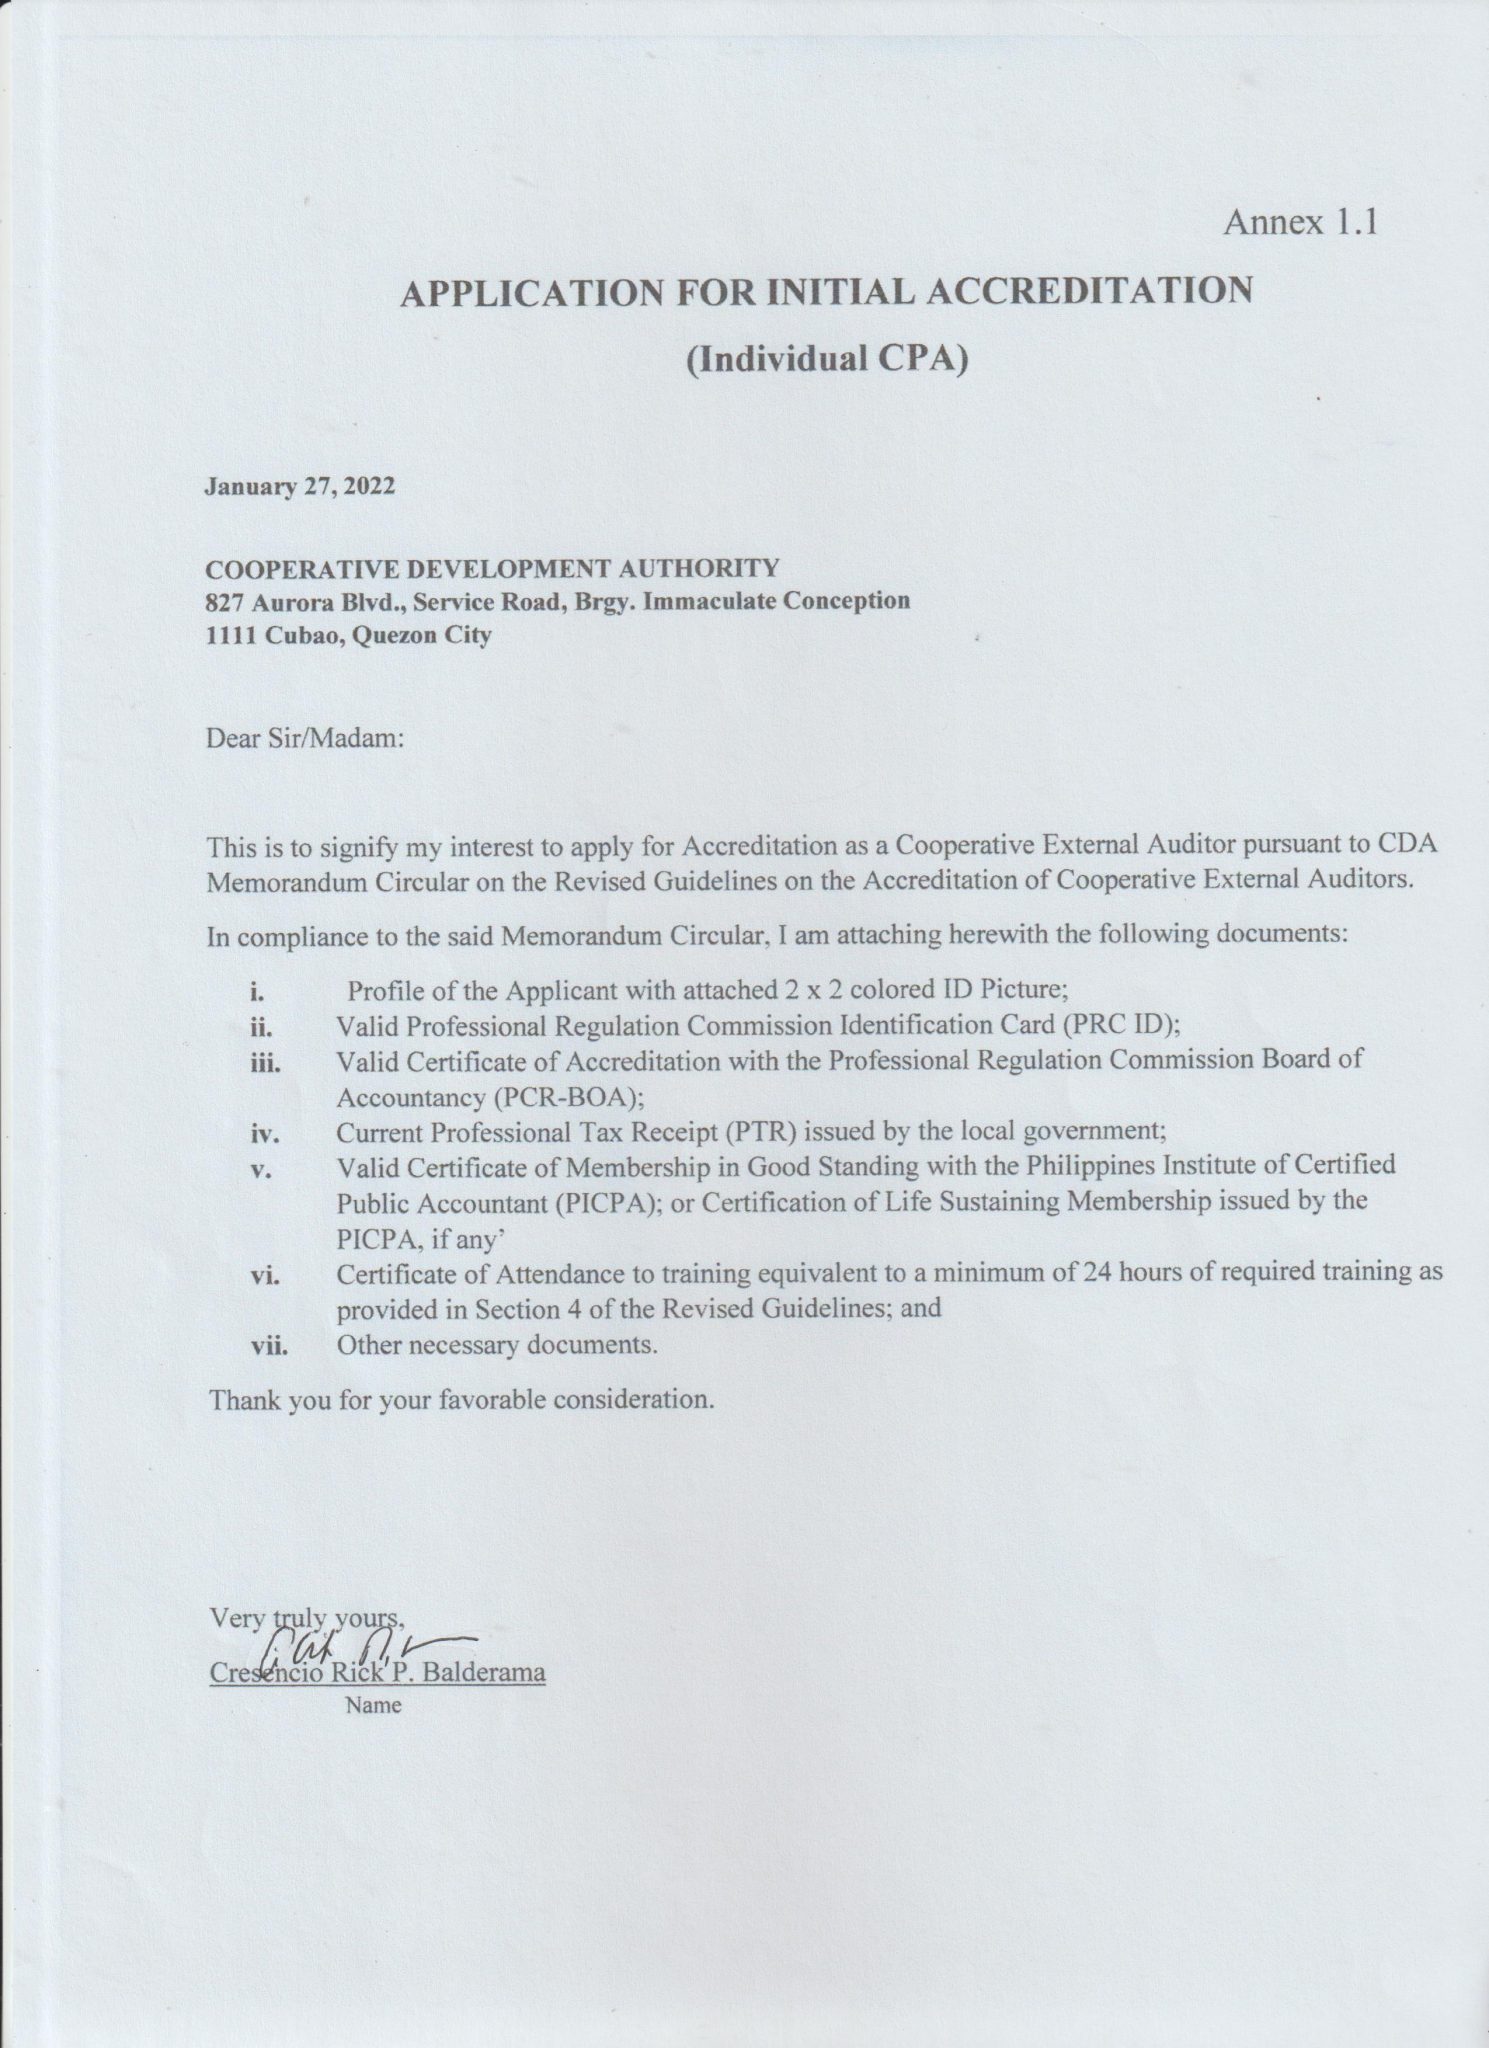 Annex 1.1
APPLICATION FOR INITIAL ACCREDITATION
(Individual CPA)
January 27, 2022
COOPERATIVE DEVELOPMENT AUTHORITY
827 Aurora Blvd., Service Road, Brgy. Immaculate Conception
1111 Cubao, Quezon City
Dear Sir/Madam:
This is to signify my interest to apply for Accreditation as a Cooperative External Auditor pursuant to CDA
Memorandum Circular on the Revised Guidelines on the Accreditation of Cooperative External Auditors.
In compliance to the said Memorandum Circular, I am attaching herewith the following documents:
i. Profile of the Applicant with attached 2 x 2 colored ID Picture;
ii. Valid Professional Regulation Commission Identification Card (PRC ID);
iii. Valid Certificate of Accreditation with the Professional Regulation Commission Board of
Accountancy (PCR-BOA);
iv. Current Professional Tax Receipt (PTR) issued by the local government;
v. Valid Certificate of Membership in Good Standing with the Philippines Institute of Certified
Public Accountant (PICPA); or Certification of Life Sustaining Membership issued by the
PICPA, if any’
vi. Certificate of Attendance to training equivalent to a minimum of 24 hours of required training as
provided in Section 4 of the Revised Guidelines; and
vii. Other necessary documents.
Thank you for your favorable consideration.
Very truly yours,
Cresencio Rick P. Balderama
Name